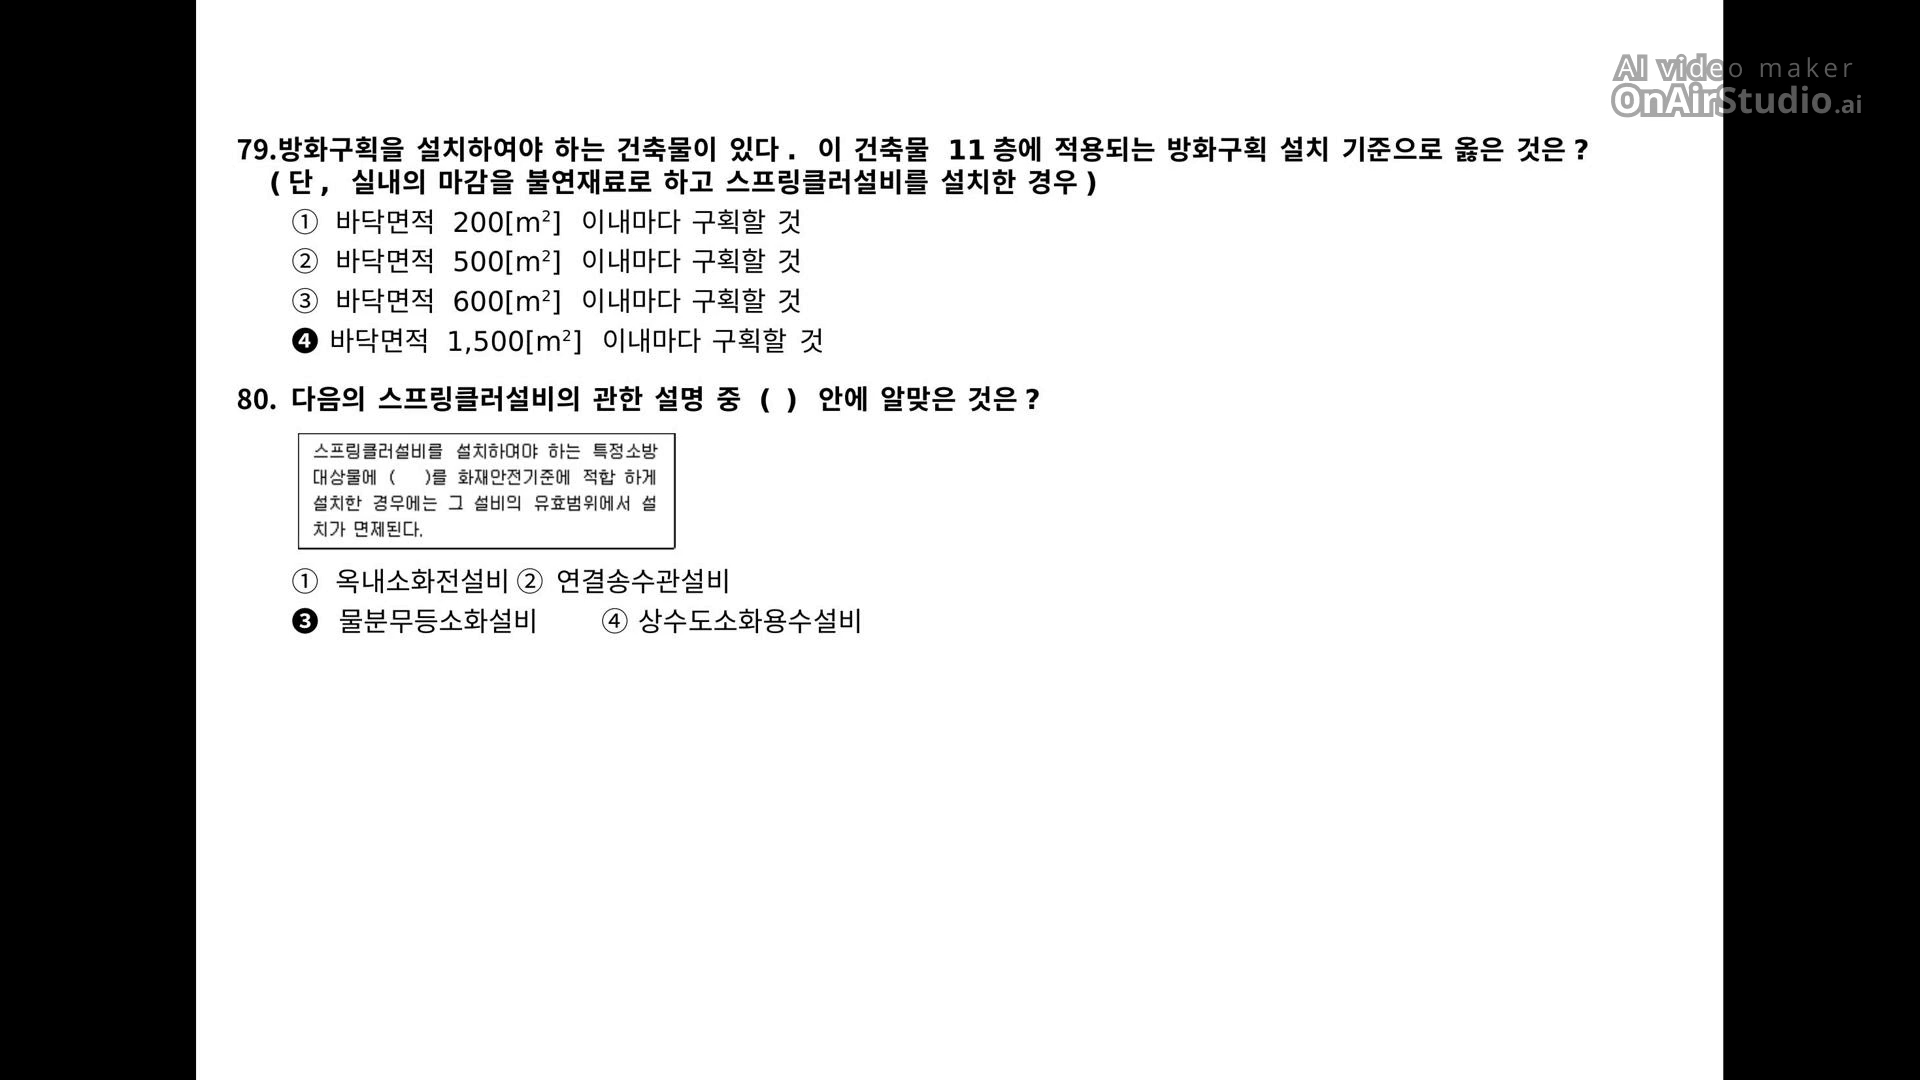 AI video maker
OnAirStudio.ai
79.방화구획을 설치하여야 하는 건축물이 있다. 이 건축물 11층에 적용되는 방화구획 설치 기준으로 옳은 것은?
(단, 실내의 마감을 불연재료로 하고 스프링클러설비를 설치한 경우)
① 바닥면적 200[m²] 이내마다 구획할 것
② 바닥면적 500[m²] 이내마다 구획할 것
③ 바닥면적 600[m²] 이내마다 구획할 것
❹ 바닥면적 1,500[m²] 이내마다 구획할 것
80. 다음의 스프링클러설비의 관한 설명 중 ( ) 안에 알맞은 것은?
스프링클러설비를 설치하며야 하는 특정소방
대상물에 ( )를 화재안전기준에 적합 하게
설치한 경우에는 그 설비의 유효범위에서 설
치가 면제된다.
① 옥내소화전설비 ② 연결송수관설비
❸ 물분무등소화설비 ④ 상수도소화용수설비